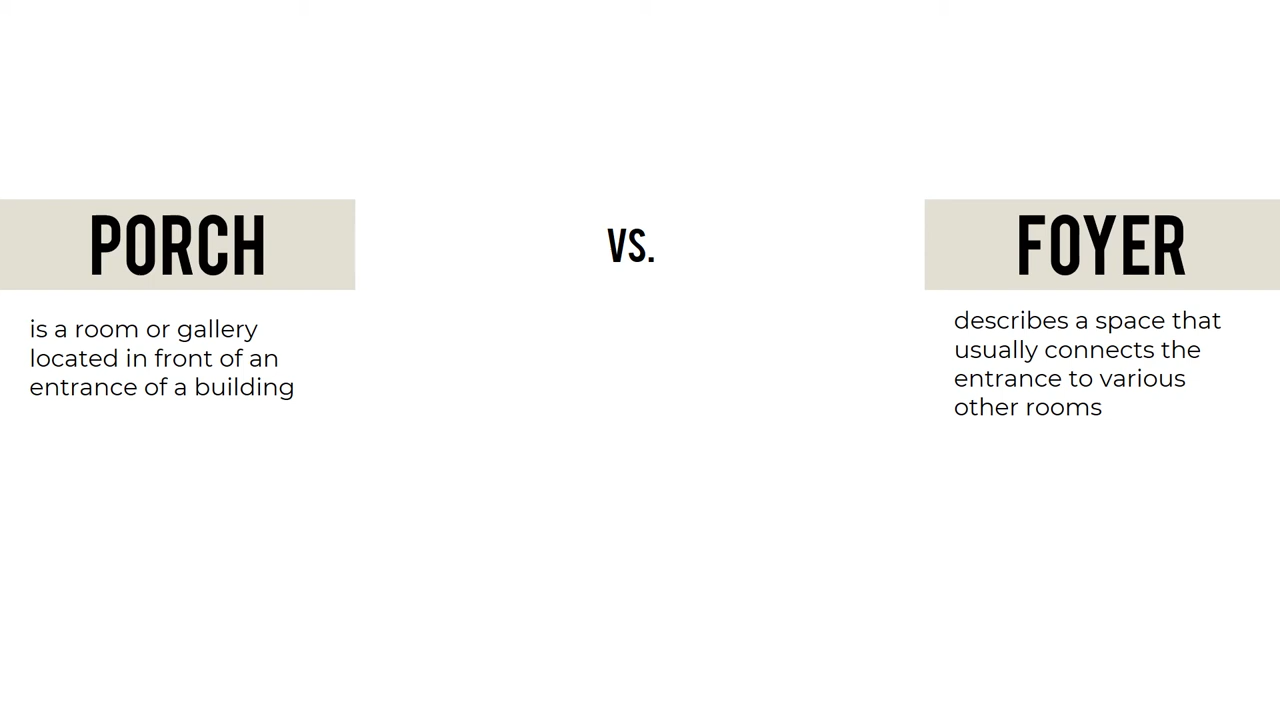 PORCH
is a room or gallery
located in front of an
entrance of a building
VS.
FOYER
describes a space that
usually connects the
entrance to various
other rooms